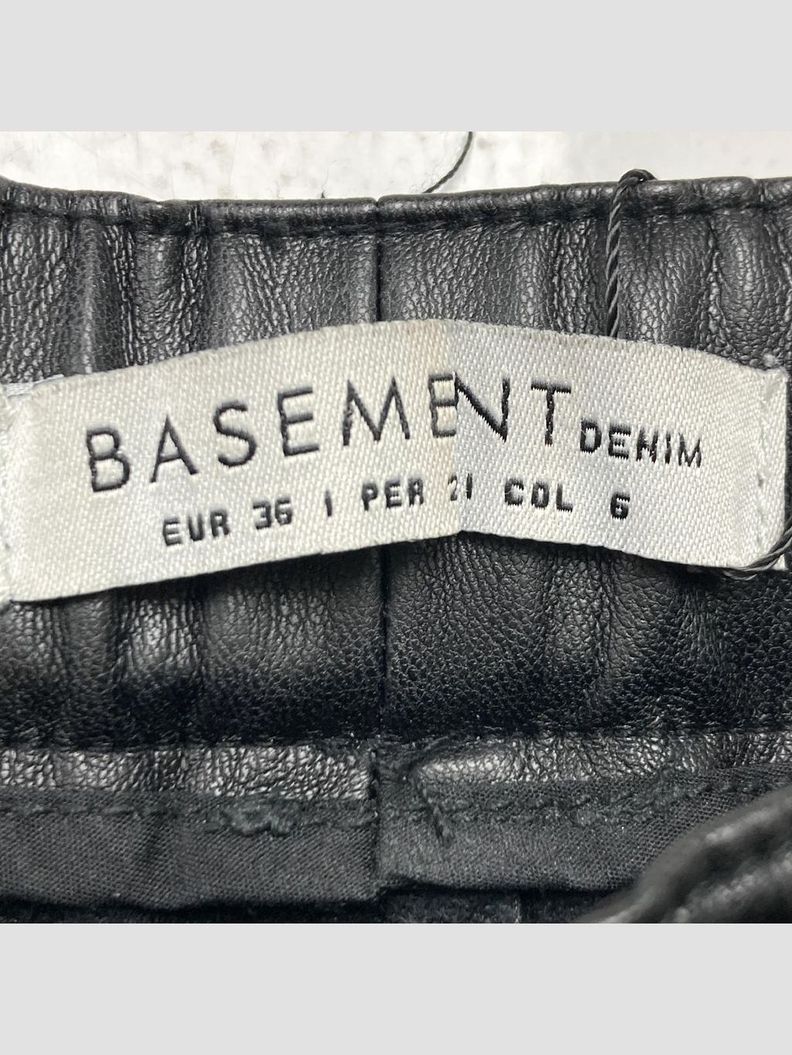 BASEMENT DENIM
EUR 36 | PER 21 COL 6